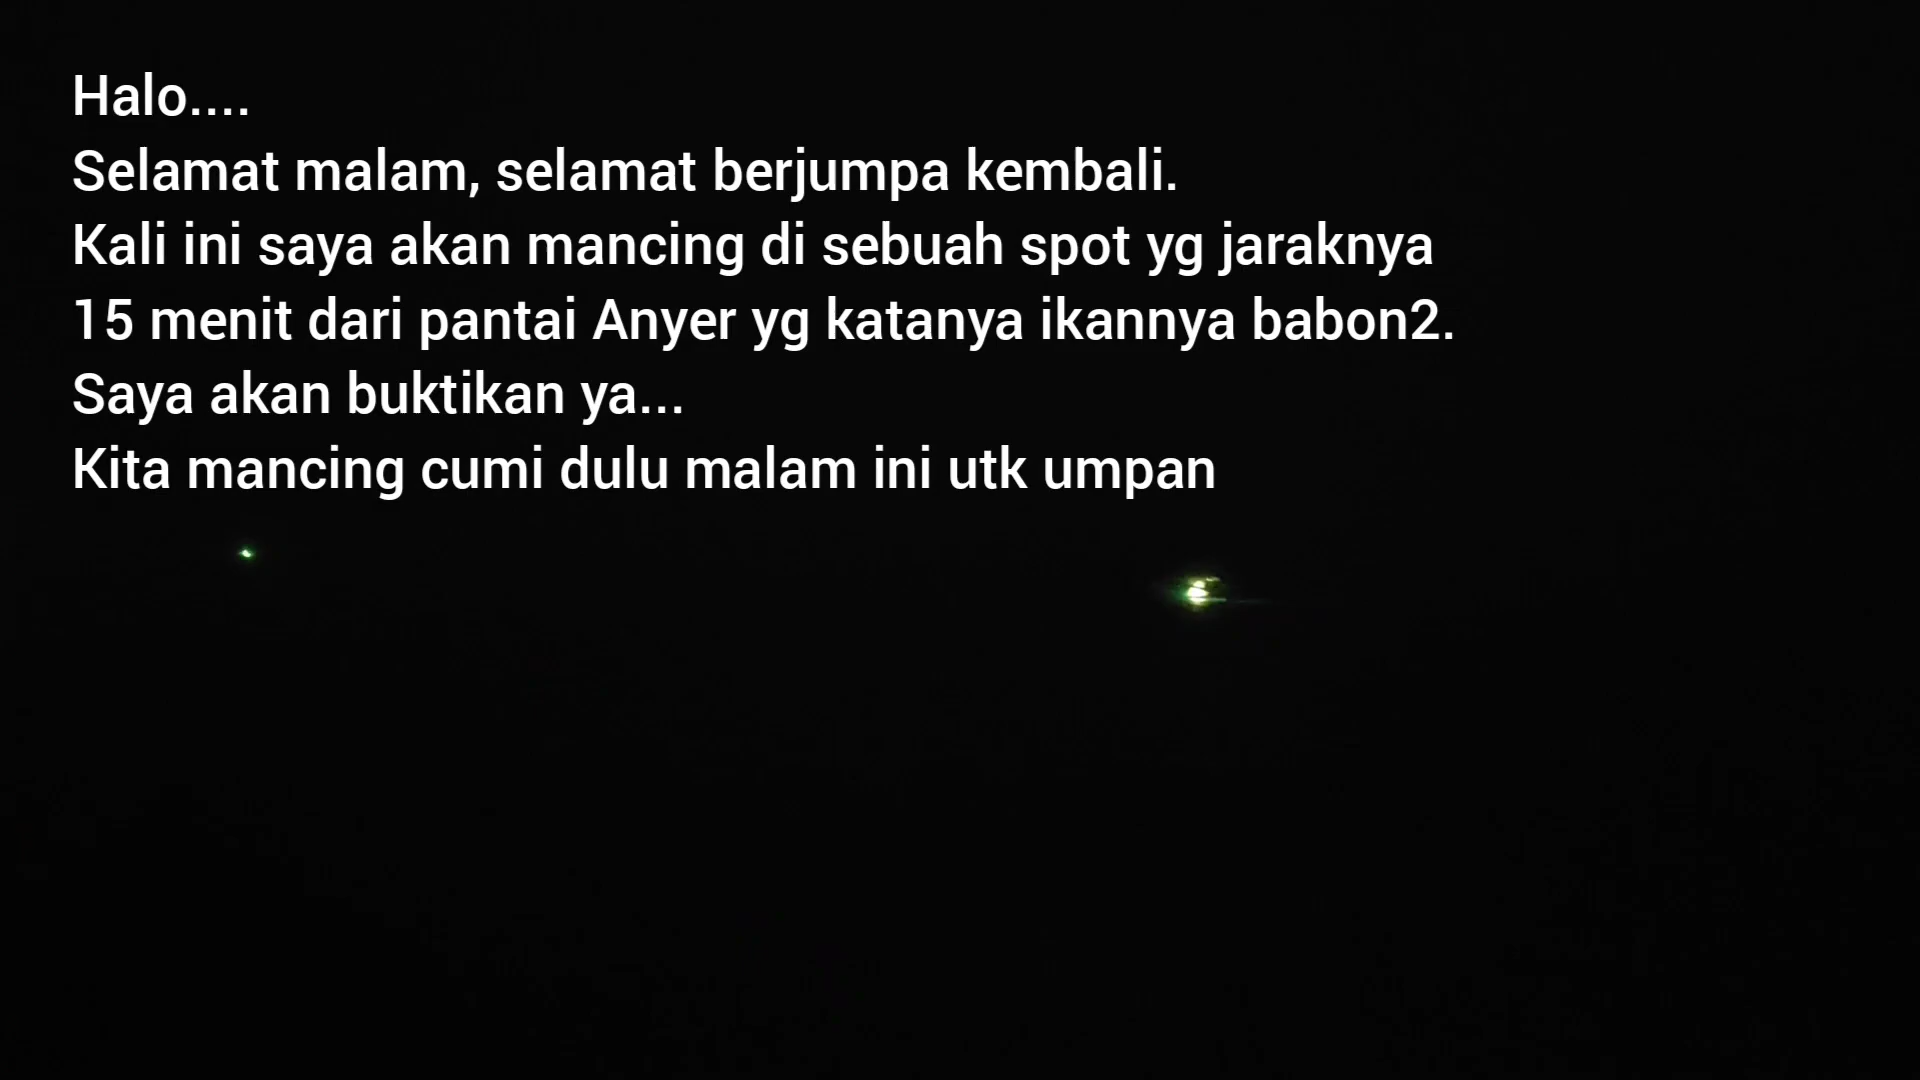 Halo....
Selamat malam, selamat berjumpa kembali.
Kali ini saya akan mancing di sebuah spot yg jaraknya
15 menit dari pantai Anyer yg katanya ikannya babon2.
Saya akan buktikan ya...
Kita mancing cumi dulu malam ini utk umpan